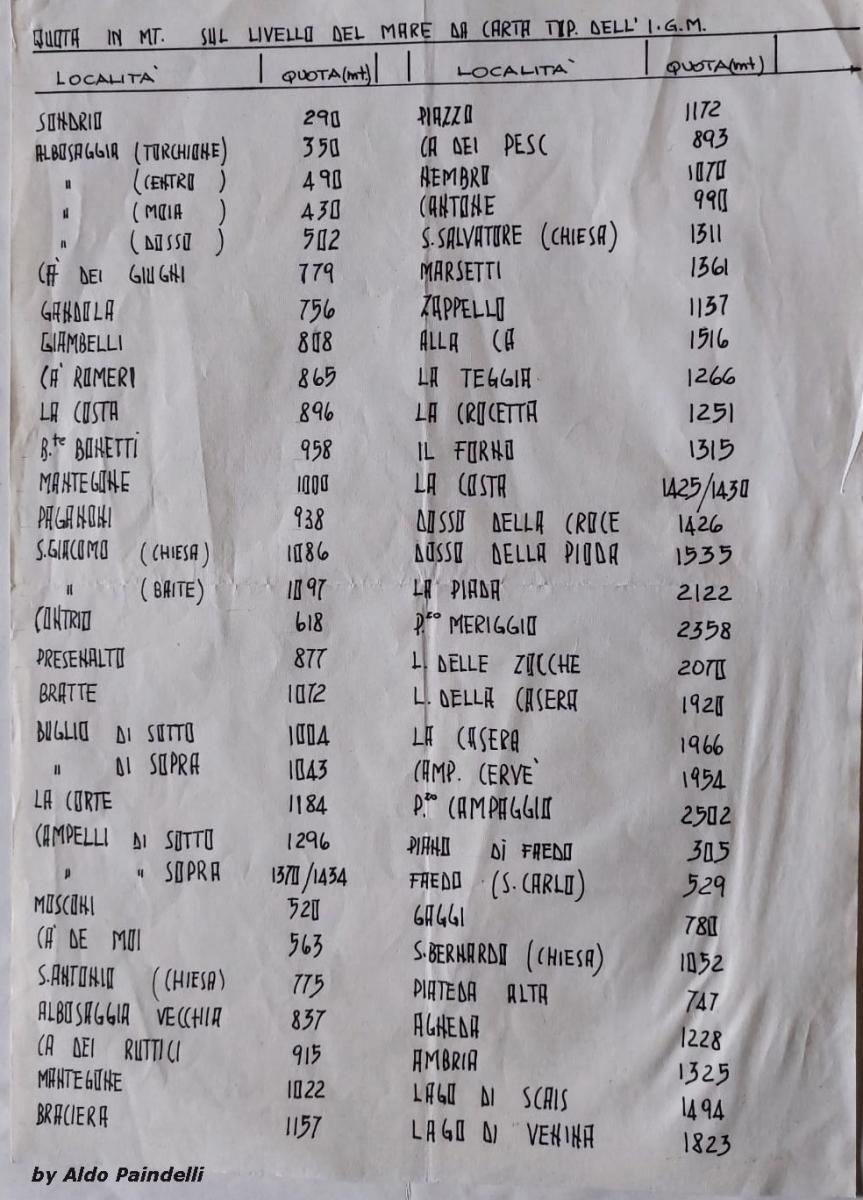 QUOTA IN MT. SUL LIVELLO DEL MARE DA CARTA TOP. DELL' I.G.M.
LOCALITA' QUOTA(mt) LOCALITA' QUOTA(mt)
SONDRIO 290 PIAZZO 1172
ALBOSAGGIA (TORCHIONE) 350 CA DEI PESC 893
" (CENTRO) 490 NEMBRO 1070
" (MOIA) 430 CANTONE 990
" (DOSSO) 502 S.SALVATORE (CHIESA) 1311
CA' DEI GIUGHI 779 MARSETTI 1361
GANDOLA 756 ZAPPELLO 1137
GIAMBELLI 808 ALLA CA 1516
CA' ROMERI 865 LA TEGGIA 1266
LA COSTA 896 LA CROCETTA 1251
B.te BONETTI 958 IL FORNO 1315
MANTEGONE 1000 LA COSTA 1425/1430
PAGANONI 938 DOSSO DELLA CROCE 1426
S.GIACOMO (CHIESA) 1086 DOSSO DELLA PIODA 1535
" (BAITE) 1097 LA PIADA 2122
CONTRIO 618 P.zo MERIGGIO 2358
PRESENALTO 877 L. DELLE ZOCCHE 2070
BRATTE 1072 L. DELLA CASERA 1920
BUGLIO DI SOTTO 1004 LA CASERA 1966
" DI SOPRA 1043 CAMP. CERVE' 1954
LA CORTE 1184 P.zo CAMPAGGIO 2502
CAMPELLI DI SOTTO 1296 PIANO DI FAEDO 305
" " SOPRA 1370/1434 FAEDO (S.CARLO) 529
MOSCONI 520 GAGGI 780
CA' DE MOI 563 S.BERNARDO (CHIESA) 1052
S.ANTONIO (CHIESA) 775 PIATEDA ALTA 747
ALBOSAGGIA VECCHIA 837 AGNEDA 1228
CA DEI RUTTICI 915 AMBRIA 1325
MANTEGONE 1022 LAGO DI SCAIS 1494
BRACIERA 1157 LAGO DI VENINA 1823
by Aldo Paindelli